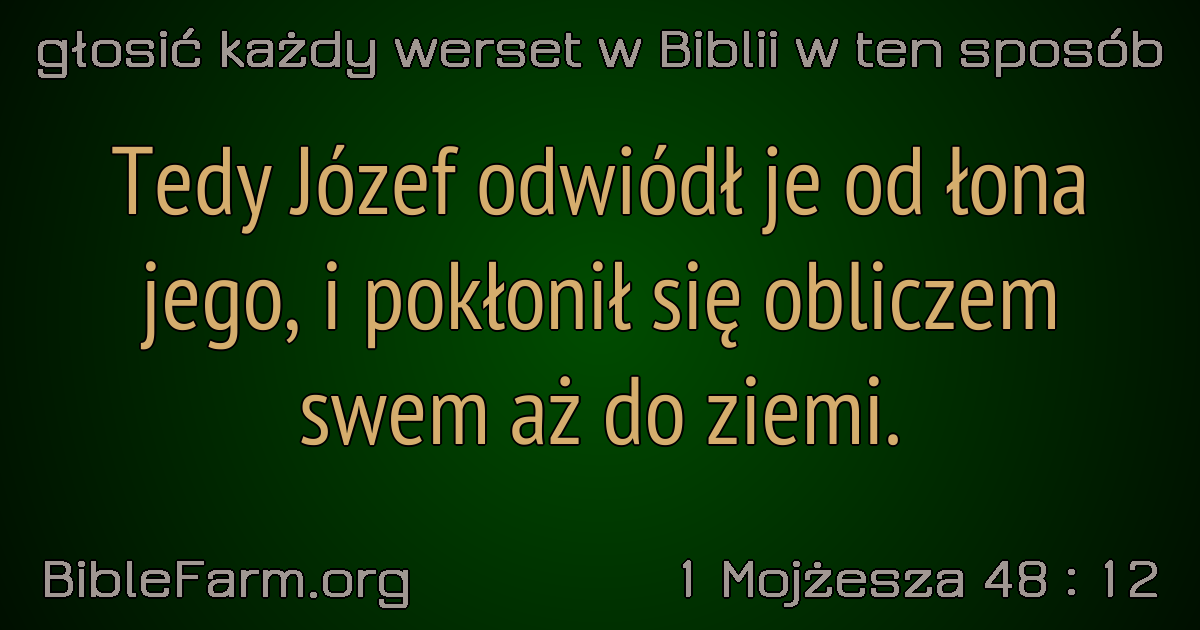 głosić każdy werset w Biblii w ten sposób
Tedy Józef odwiódł je od łona
jego, i pokłonił się obliczem
swem aż do ziemi.
BibleFarm.org
1 Mojżesza 48 : 12